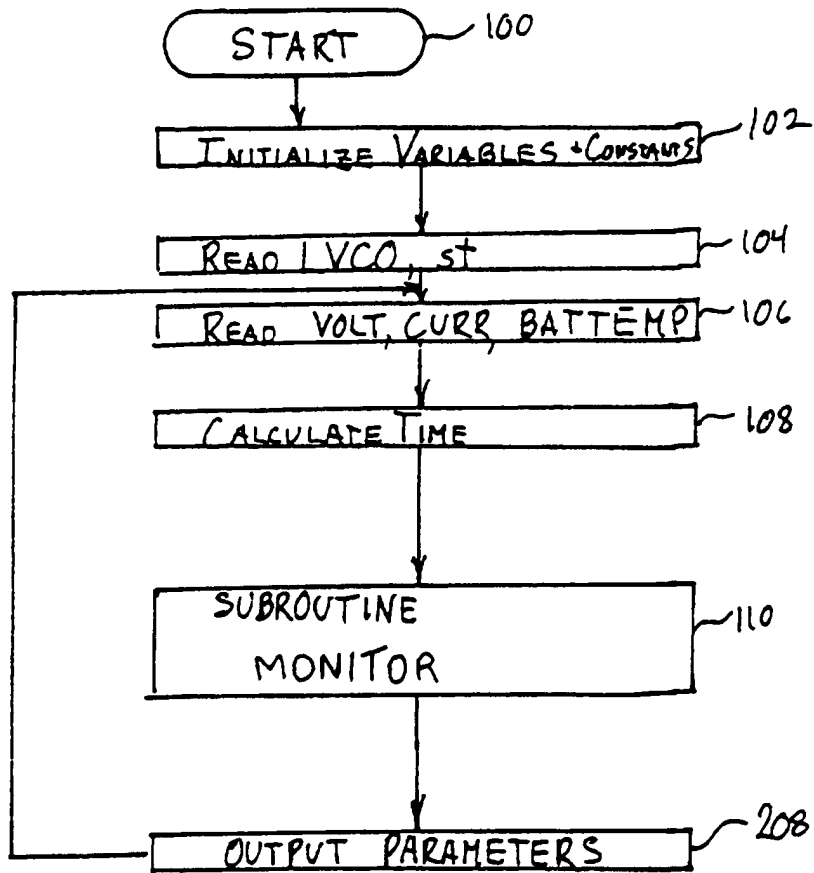 START
100
INITIALIZE VARIABLES + CONSTANTS
102
READ LVCO, st
104
READ VOLT, CURR, BATTEMP
106
CALCULATE TIME
108
SUBROUTINE
MONITOR
110
OUTPUT PARAMETERS
208